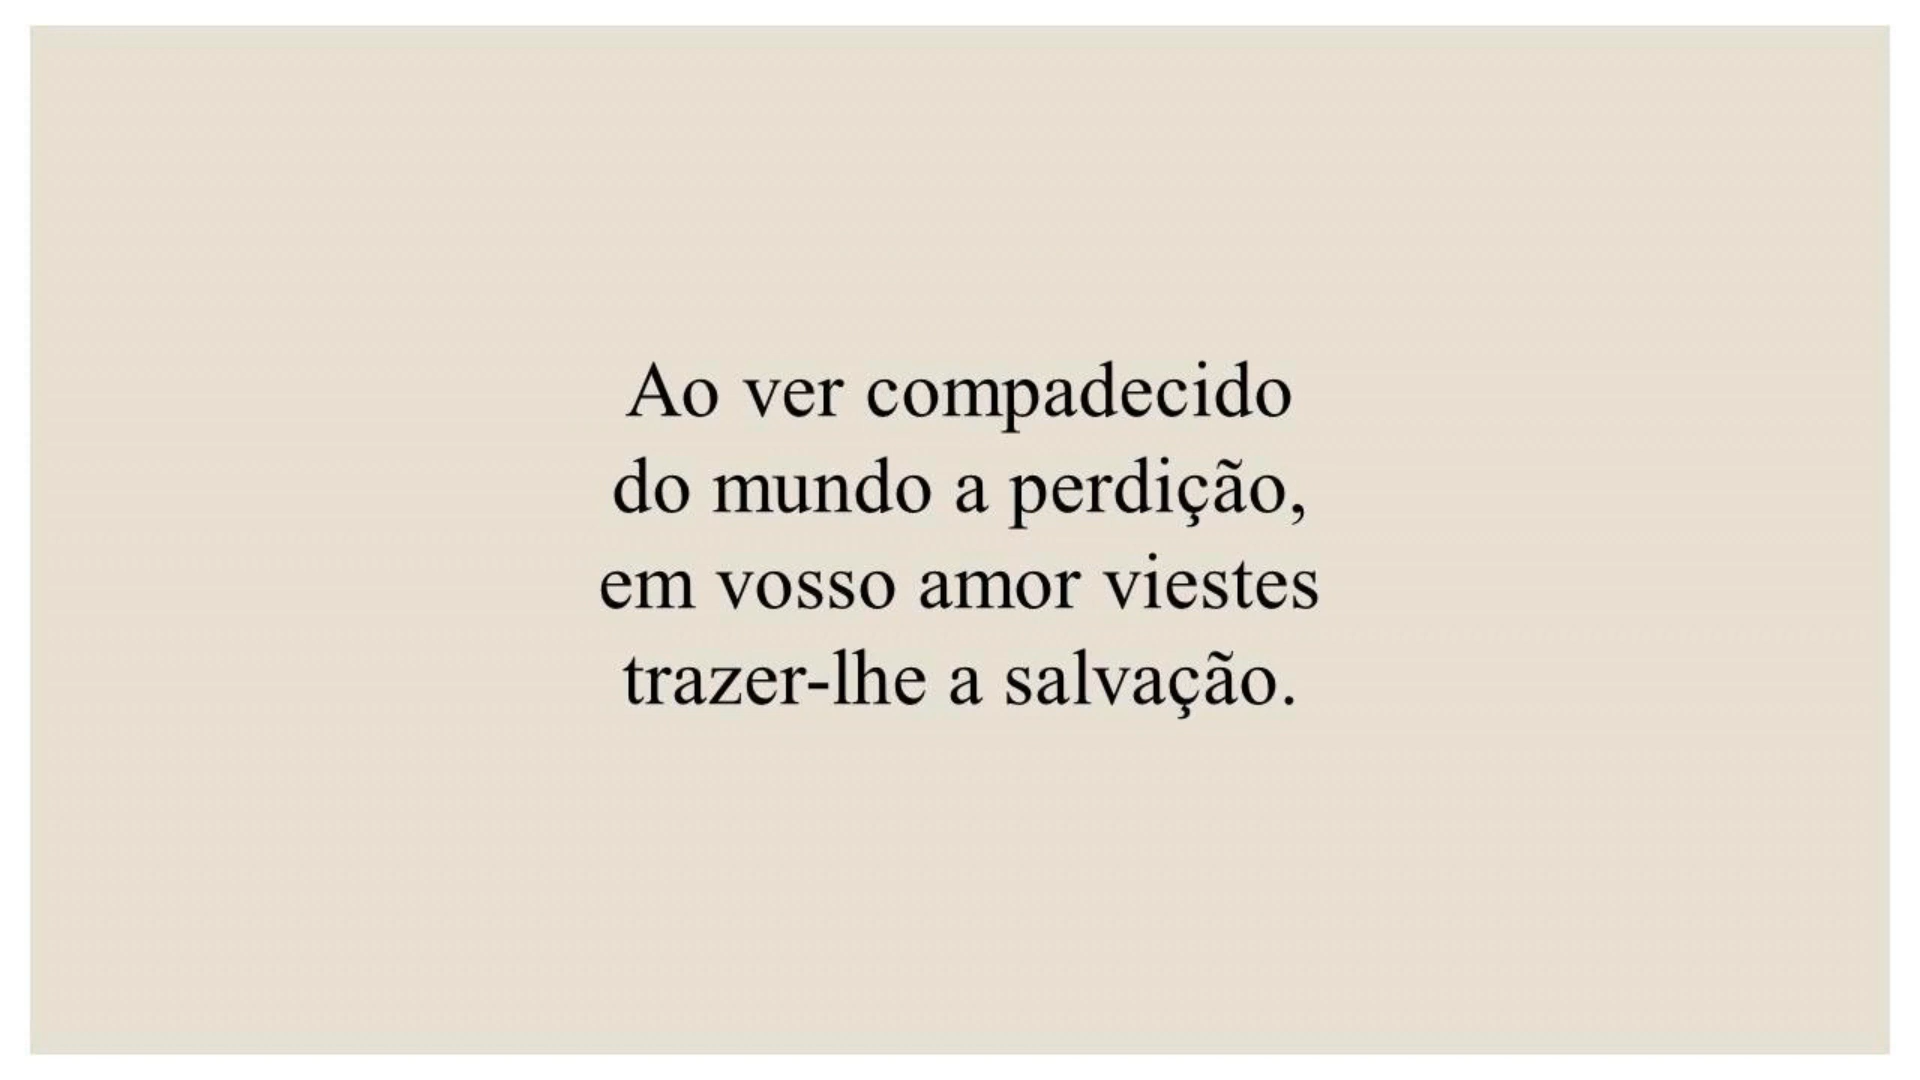 Ao ver compadecido
do mundo a perdição,
em vosso amor viestes
trazer-lhe a salvação.